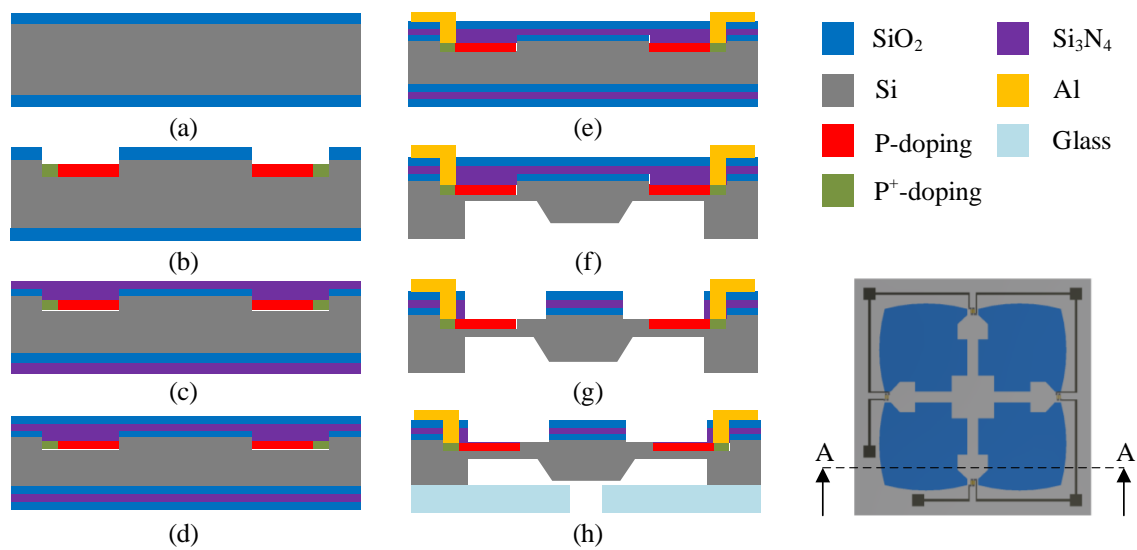 (a)
(b)
(c)
(d)
(e)
(f)
(g)
(h)
SiO₂
Si₃N₄
Si
Al
P-doping
Glass
P⁺-doping
A
A